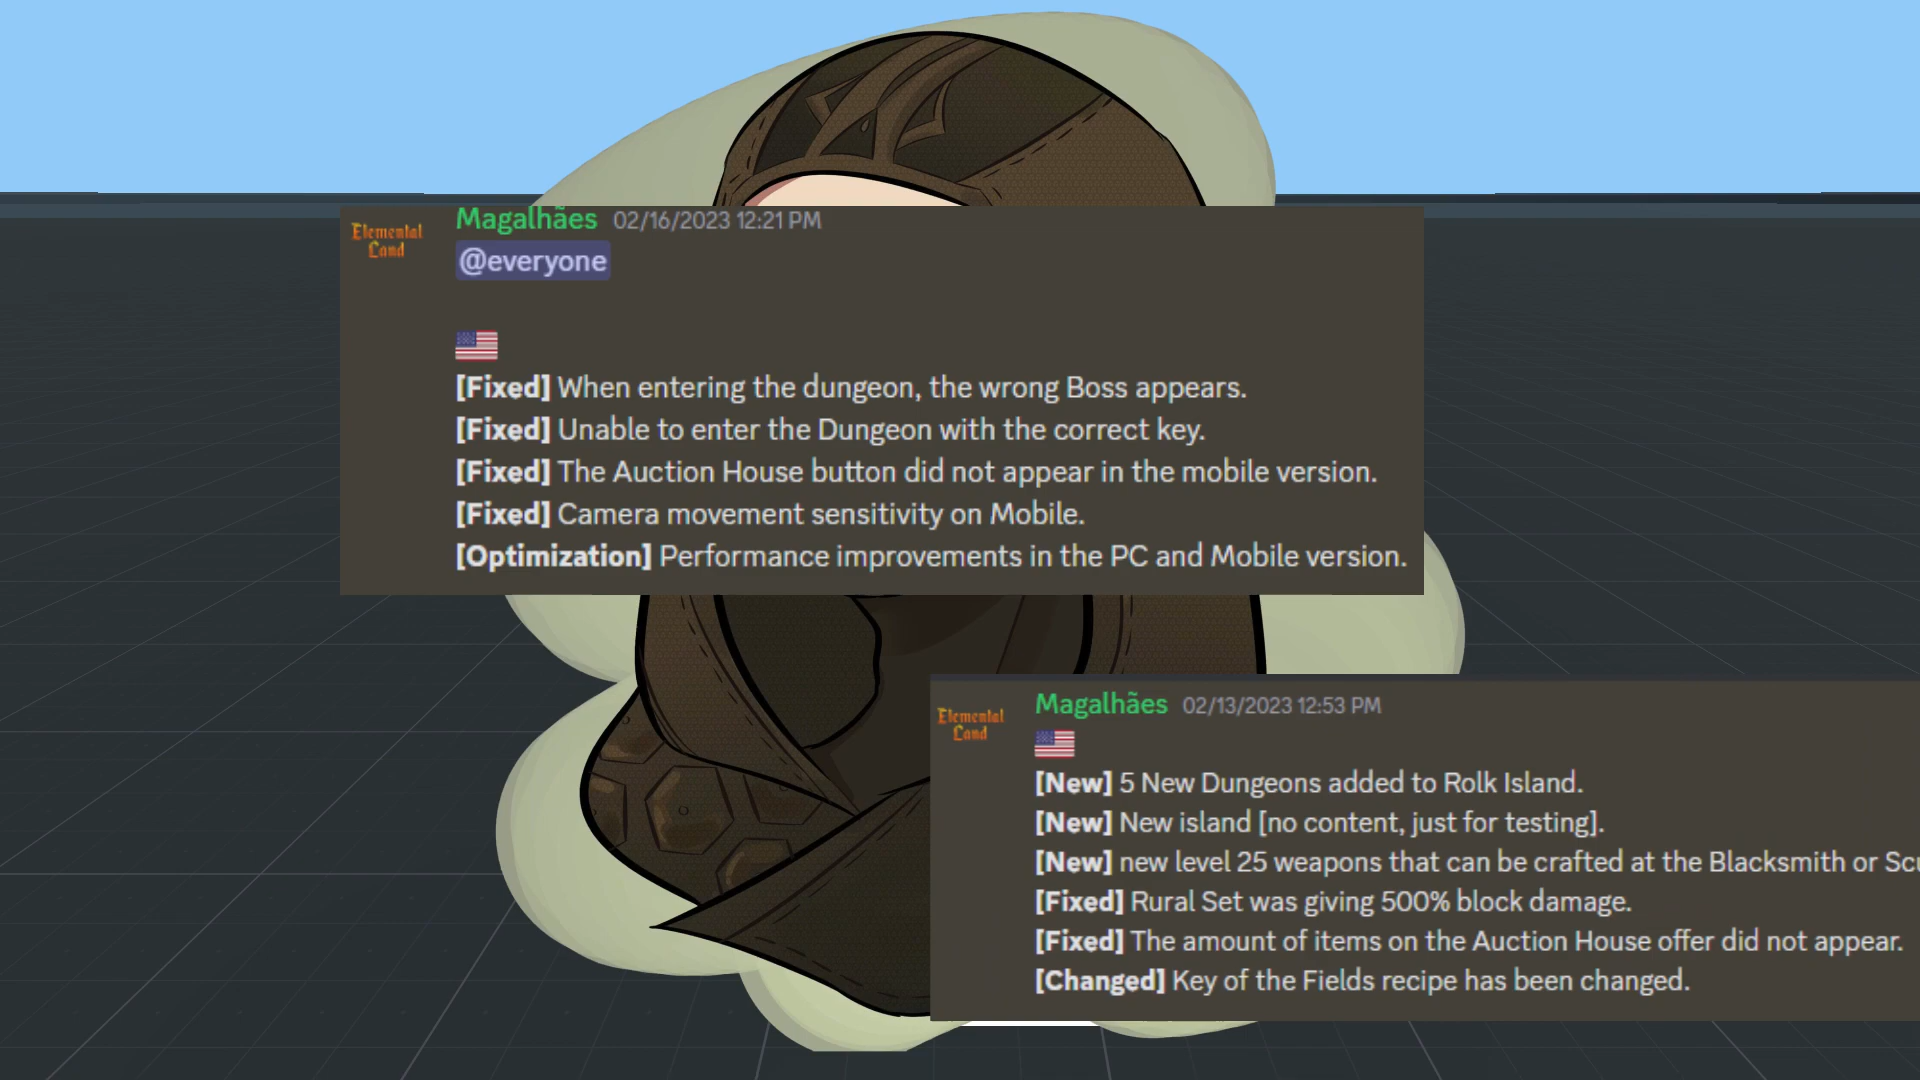 Elemental
Land
Magalhães 02/16/2023 12:21 PM
@everyone
[Fixed] When entering the dungeon, the wrong Boss appears.
[Fixed] Unable to enter the Dungeon with the correct key.
[Fixed] The Auction House button did not appear in the mobile version.
[Fixed] Camera movement sensitivity on Mobile.
[Optimization] Performance improvements in the PC and Mobile version.
Elemental
Land
Magalhães 02/13/2023 12:53 PM
[New] 5 New Dungeons added to Rolk Island.
[New] New island [no content, just for testing].
[New] new level 25 weapons that can be crafted at the Blacksmith or
[Fixed] Rural Set was giving 500% block damage.
[Fixed] The amount of items on the Auction House offer did not appear.
[Changed] Key of the Fields recipe has been changed.